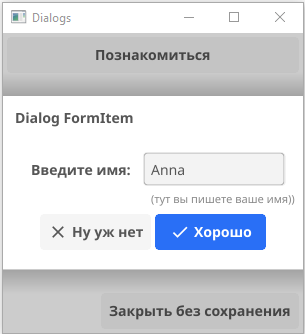 Dialogs
Познакомиться
Dialog FormItem
Введите имя: Anna
(тут вы пишете ваше имя))
Ну уж нет Хорошо
Закрыть без сохранения